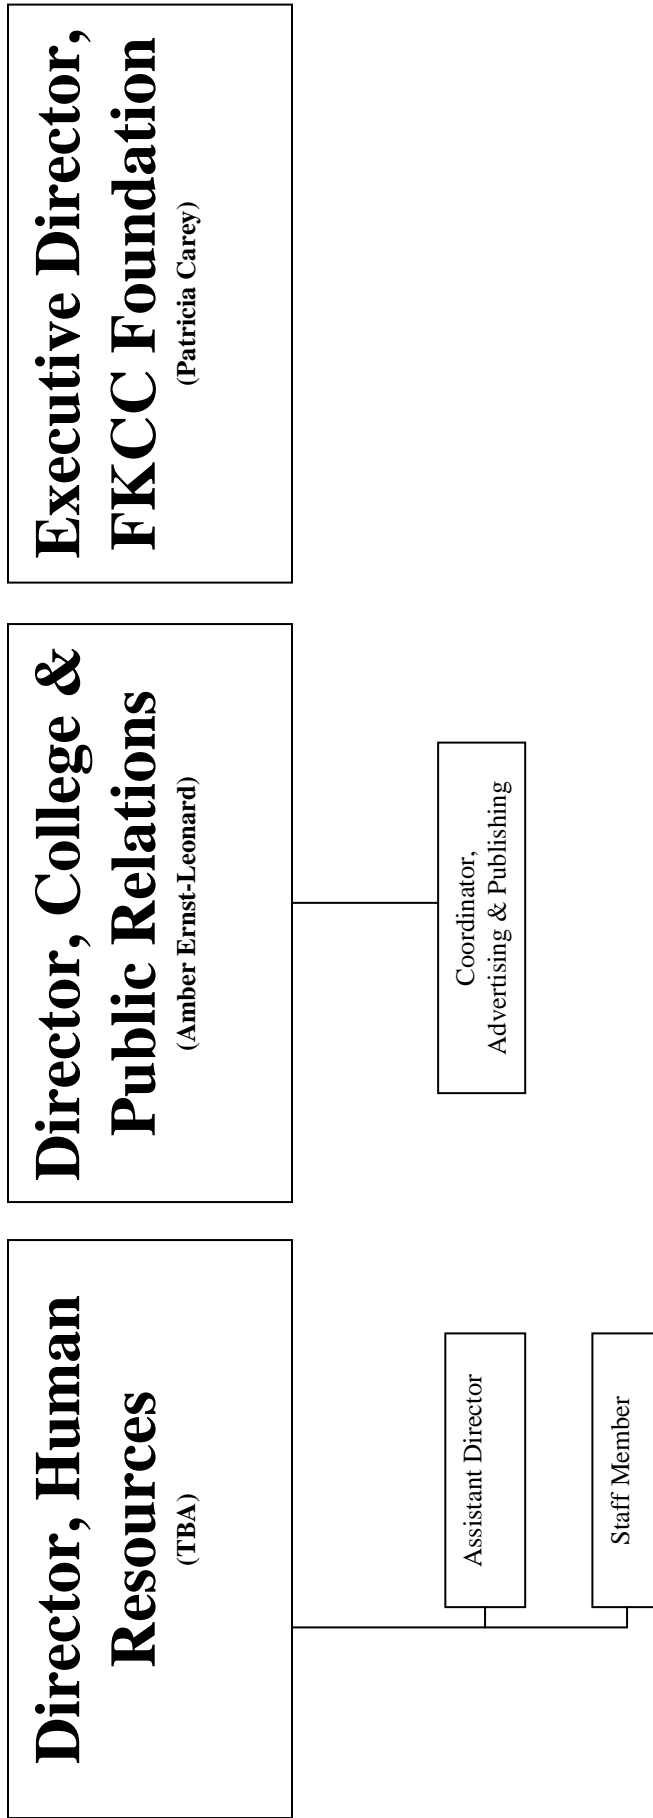 Director, Human
Resources
(TBA)
Assistant Director
Staff Member
Director, College &
Public Relations
(Amber Ernst-Leonard)
Coordinator,
Advertising & Publishing
Executive Director,
FKCC Foundation
(Patricia Carey)